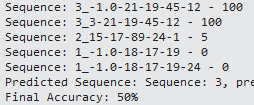 Sequence: 3_-1.0-21-19-45-12 - 100
Sequence: 3_3-21-19-45-12 - 100
Sequence: 2_15-17-89-24-1 - 5
Sequence: 1_-1.0-18-17-19 - 0
Sequence: 1_-1.0-18-17-19-24 - 0
Predicted Sequence: Sequence: 3, pre
Final Accuracy: 50%